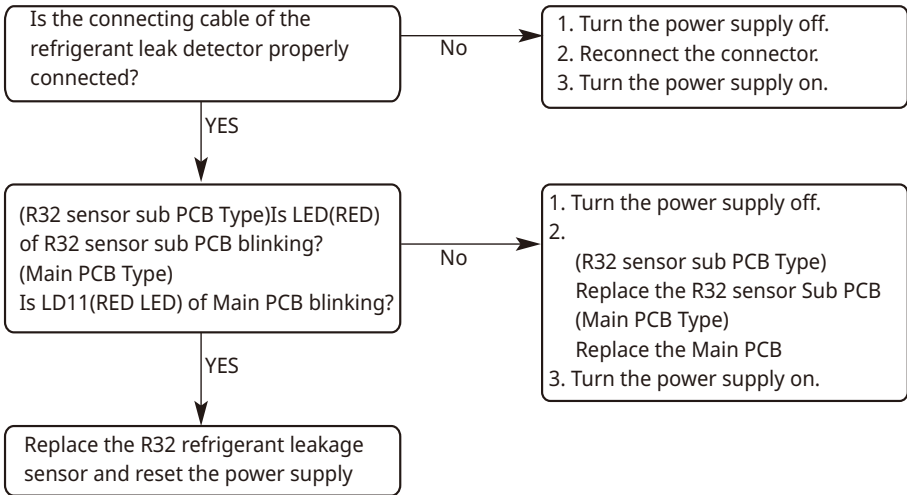 Is the connecting cable of the
refrigerant leak detector properly
connected?
No
1. Turn the power supply off.
2. Reconnect the connector.
3. Turn the power supply on.
YES
(R32 sensor sub PCB Type)Is LED(RED)
of R32 sensor sub PCB blinking?
(Main PCB Type)
Is LD11(RED LED) of Main PCB blinking?
No
1. Turn the power supply off.
2.
(R32 sensor sub PCB Type)
Replace the R32 sensor Sub PCB
(Main PCB Type)
Replace the Main PCB
3. Turn the power supply on.
YES
Replace the R32 refrigerant leakage
sensor and reset the power supply